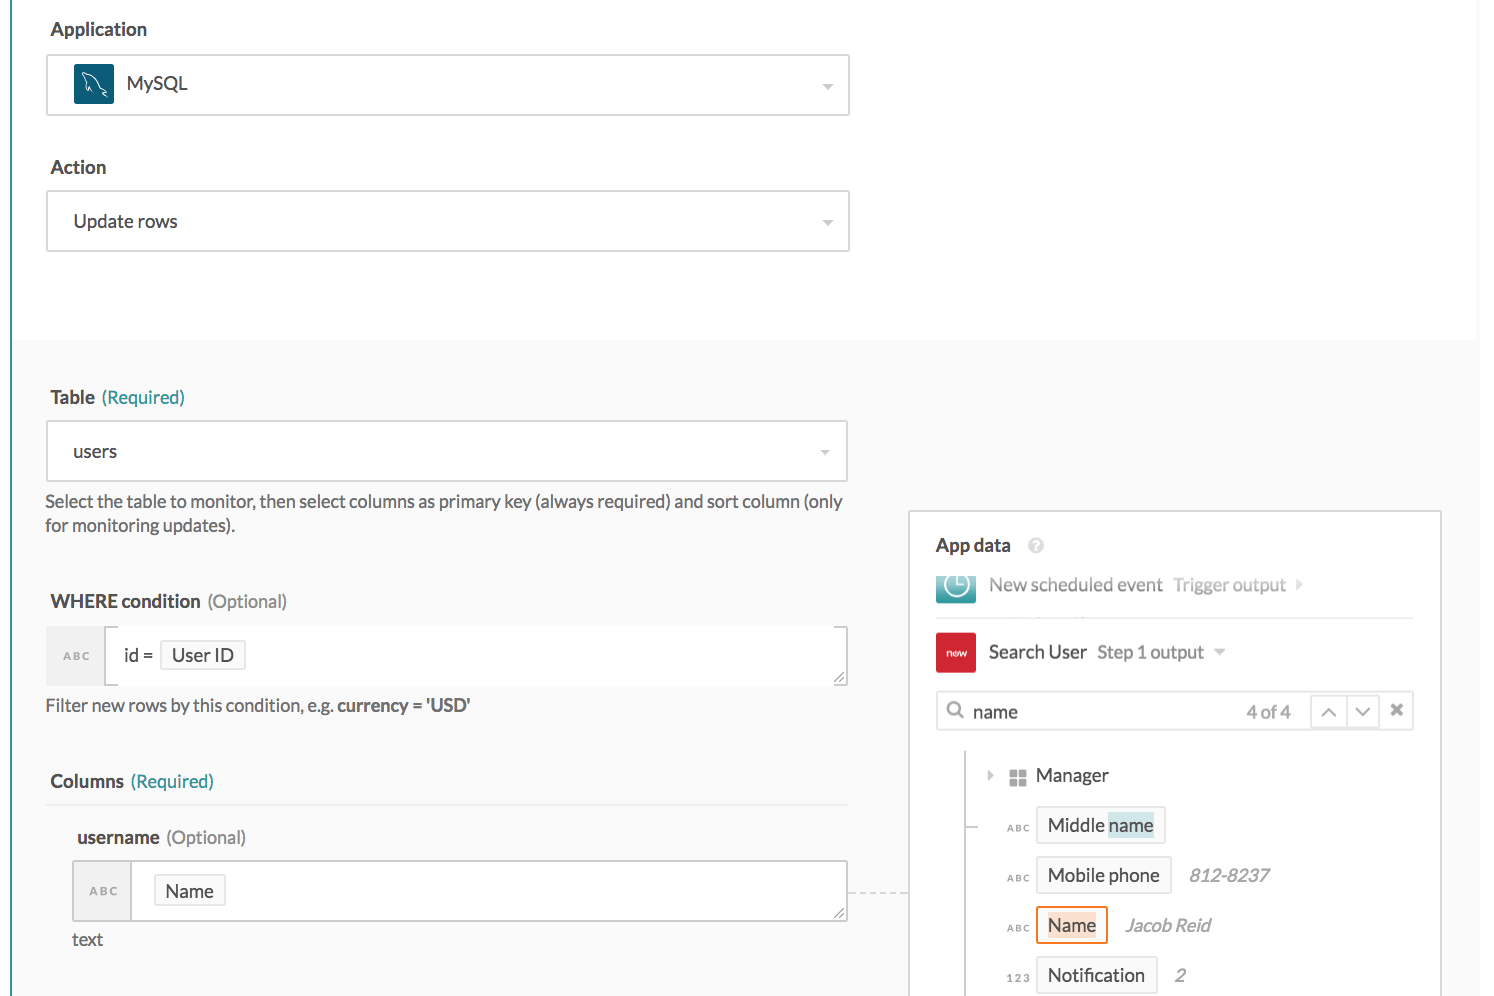 Application
MySQL
Action
Update rows
Table (Required)
users
Select the table to monitor, then select columns as primary key (always required) and sort column (only
for monitoring updates).
WHERE condition (Optional)
ABC id = User ID
Filter new rows by this condition, e.g. currency = 'USD'
Columns (Required)
username (Optional)
ABC Name
text
App data ?
New scheduled event Trigger output
now Search User Step 1 output
name 4 of 4
Manager
ABC Middle name
ABC Mobile phone 812-8237
ABC Name Jacob Reid
123 Notification 2